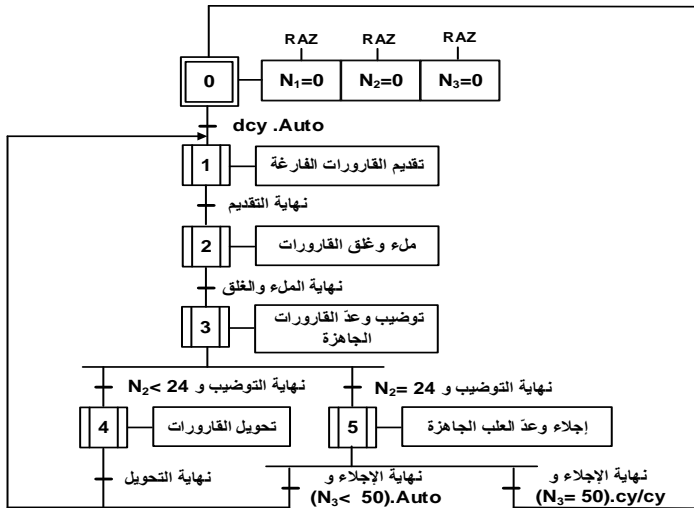 RAZ RAZ RAZ
0 N₁=0 N₂=0 N₃=0
dcy .Auto
1 تقديم القارورات الفارغة
نهاية التقديم
2 ملء و غلق القارورات
نهاية الملء والغلق
3 توضيب وعدّ القارورات
الجاهزة
نهاية التوضيب و N₂< 24
نهاية التوضيب و N₂= 24
4 تحويل القارورات
5 إجلاء وعدّ العلب الجاهزة
نهاية التحويل
نهاية الإجلاء و
(N₃< 50).Auto
نهاية الإجلاء و
(N₃= 50).cy/cy